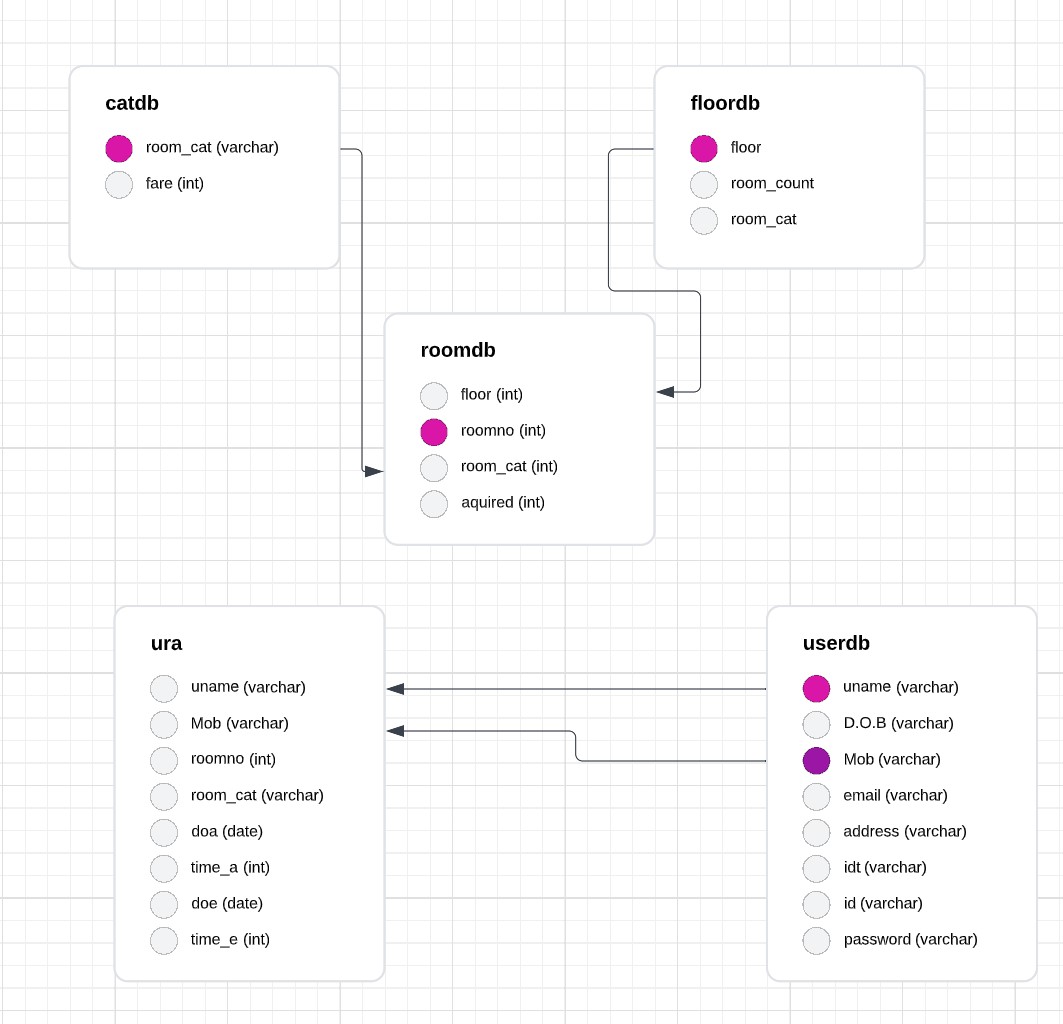 catdb
room_cat (varchar)
fare (int)
floordb
floor
room_count
room_cat
roomdb
floor (int)
roomno (int)
room_cat (int)
aquired (int)
ura
uname (varchar)
Mob (varchar)
roomno (int)
room_cat (varchar)
doa (date)
time_a (int)
doe (date)
time_e (int)
userdb
uname (varchar)
D.O.B (varchar)
Mob (varchar)
email (varchar)
address (varchar)
idt (varchar)
id (varchar)
password (varchar)